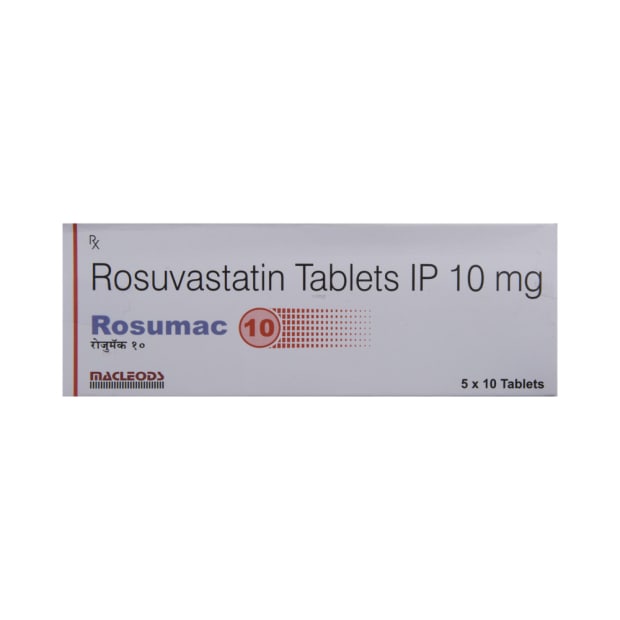 Rx
Rosuvastatin Tablets IP 10 mg
Rosumac 10
रोजुमॅक १०
MACLEODS
5 x 10 Tablets